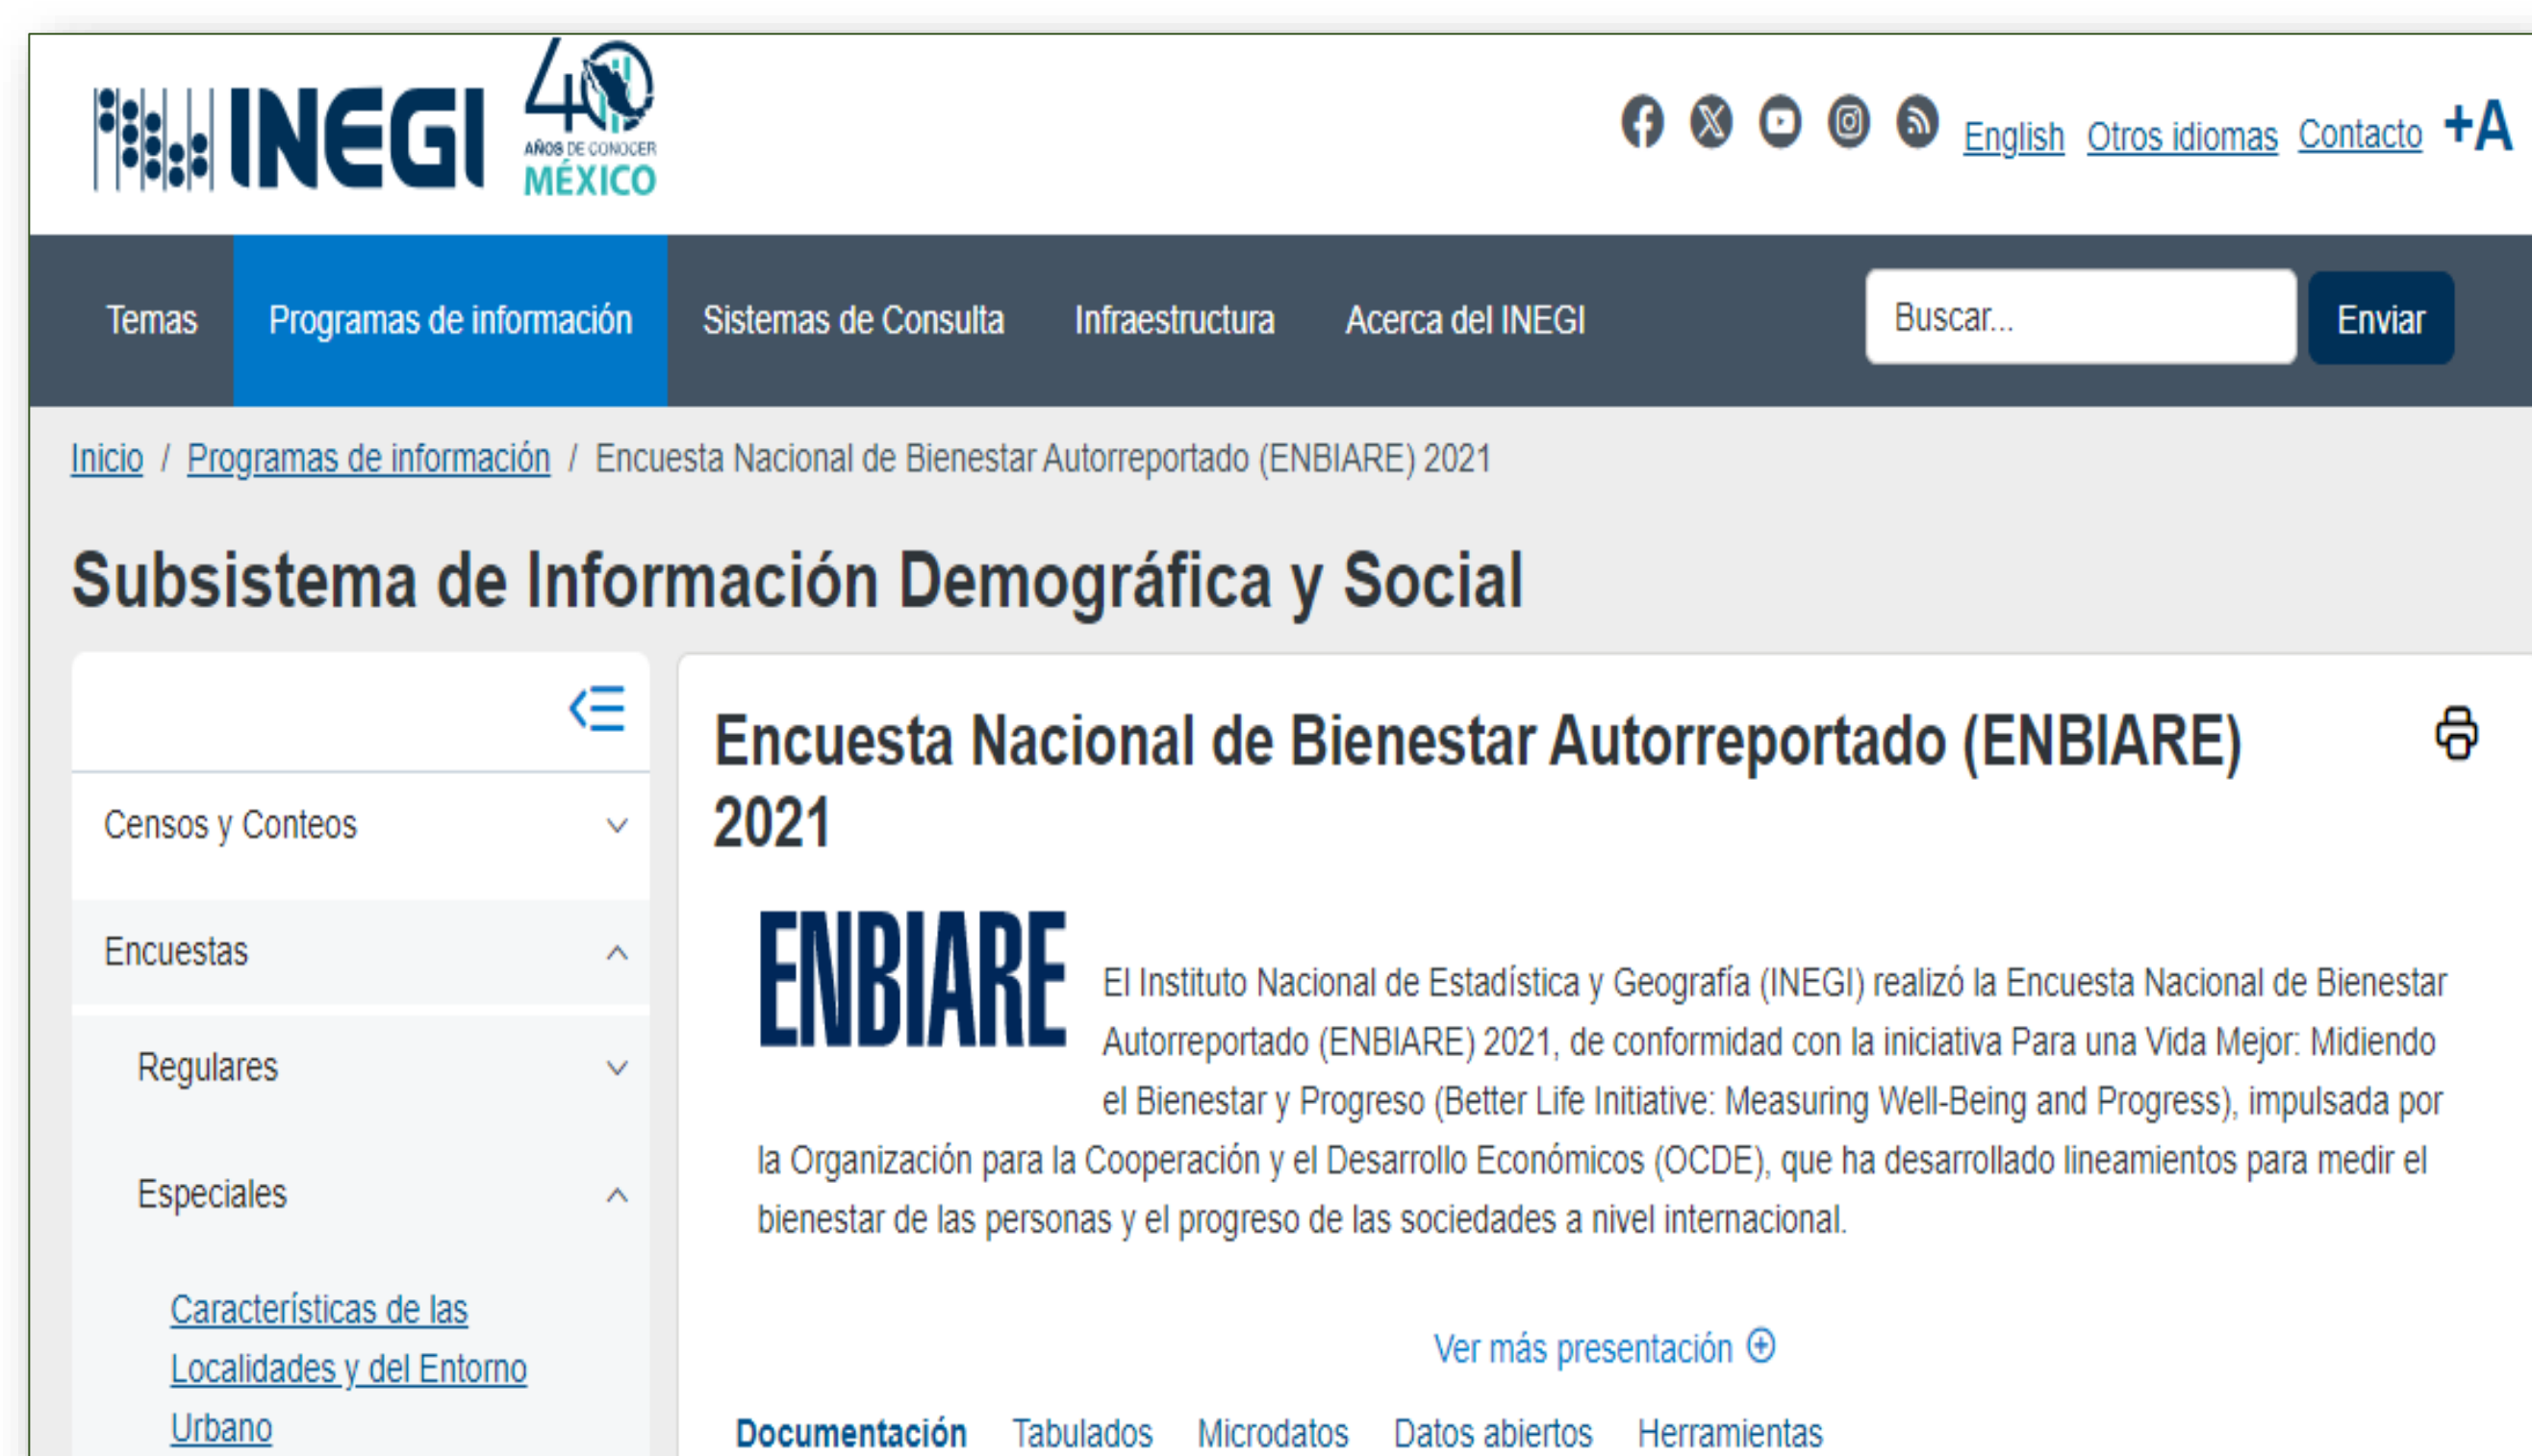 INEGI
40
AÑOS DE CONOCER
MÉXICO
English Otros idiomas Contacto +A
Temas Programas de información Sistemas de Consulta Infraestructura Acerca del INEGI Buscar... Enviar
Inicio / Programas de información / Encuesta Nacional de Bienestar Autorreportado (ENBIARE) 2021
Subsistema de Información Demográfica y Social
Censos y Conteos
Encuestas
Regulares
Especiales
Características de las
Localidades y del Entorno
Urbano
Encuesta Nacional de Bienestar Autorreportado (ENBIARE)
2021
ENBIARE
El Instituto Nacional de Estadística y Geografía (INEGI) realizó la Encuesta Nacional de Bienestar
Autorreportado (ENBIARE) 2021, de conformidad con la iniciativa Para una Vida Mejor: Midiendo
el Bienestar y Progreso (Better Life Initiative: Measuring Well-Being and Progress), impulsada por
la Organización para la Cooperación y el Desarrollo Económicos (OCDE), que ha desarrollado lineamientos para medir el
bienestar de las personas y el progreso de las sociedades a nivel internacional.
Ver más presentación
Documentación Tabulados Microdatos Datos abiertos Herramientas